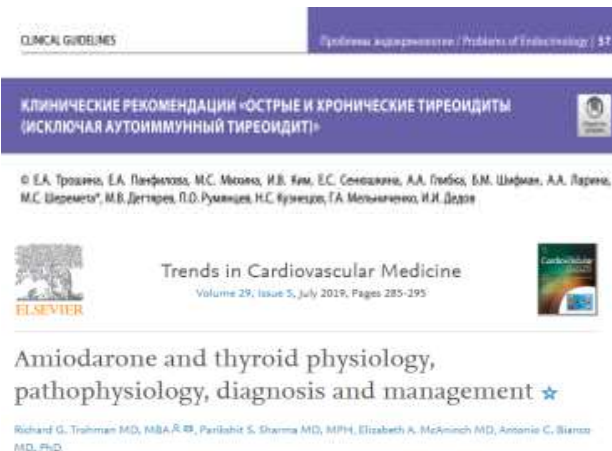 CLINICAL GUIDELINES
Проблемы эндокринологии / Problems of Endocrinology | 57
КЛИНИЧЕСКИЕ РЕКОМЕНДАЦИИ «ОСТРЫЕ И ХРОНИЧЕСКИЕ ТИРЕОИДИТЫ
(ИСКЛЮЧАЯ АУТОИММУННЫЙ ТИРЕОИДИТ)»
© Е.А. Трошина, Е.А. Панфилова, М.С. Михина, И.В. Ким, Е.С. Сенюшкина, А.А. Глибка, Б.М. Шифман, А.А. Ларина,
М.С. Шеремета*, М.В. Дегтярев, П.О. Румянцев, Н.С. Кузнецов, Г.А. Мельниченко, И.И. Дедов
Trends in Cardiovascular Medicine
Volume 29, Issue 5, July 2019, Pages 285-295
ELSEVIER
Amiodarone and thyroid physiology,
pathophysiology, diagnosis and management
Richard G. Trohman MD, MBA, Parikshit S. Sharma MD, MPH, Elizabeth A. McAninch MD, Antonio C. Bianco
MD, PhD